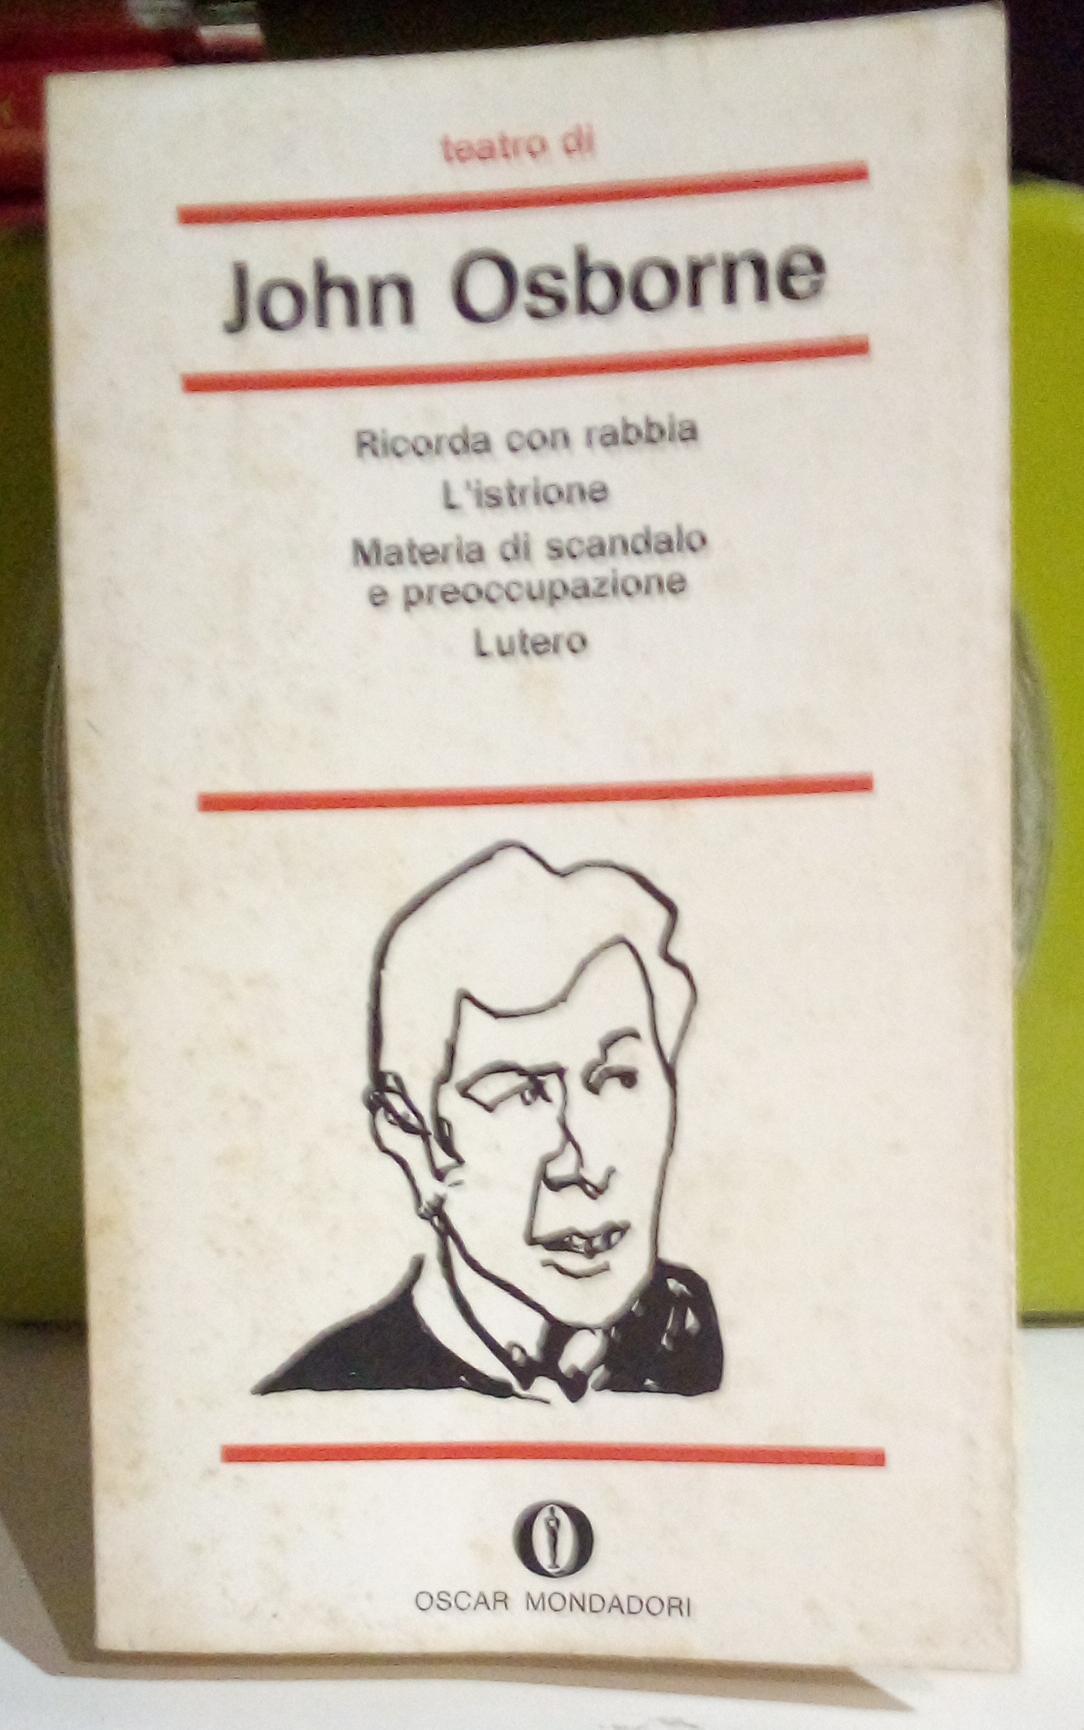 teatro di
John Osborne
Ricorda con rabbia
L'istrione
Materia di scandalo
e preoccupazione
Lutero
OSCAR MONDADORI